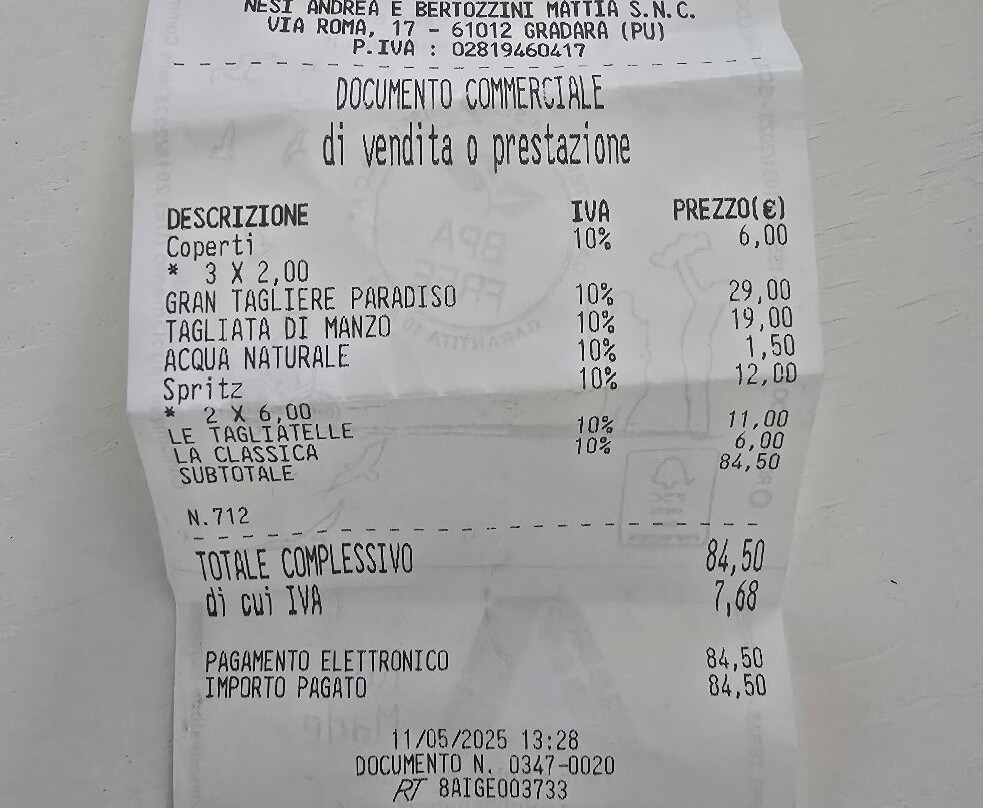 NESI ANDREA E BERTOZZINI MATTIA S.N.C.
VIA ROMA, 17 - 61012 GRADARA (PU)
P.IVA : 02819460417
DOCUMENTO COMMERCIALE
di vendita o prestazione
DESCRIZIONE IVA PREZZO(€)
Coperti 10% 6,00
* 3 X 2,00
GRAN TAGLIERE PARADISO 10% 29,00
TAGLIATA DI MANZO 10% 19,00
ACQUA NATURALE 10% 1,50
Spritz 10% 12,00
* 2 X 6,00
LE TAGLIATELLE 10% 11,00
LA CLASSICA 10% 6,00
SUBTOTALE 84,50
N.712
TOTALE COMPLESSIVO 84,50
di cui IVA 7,68
PAGAMENTO ELETTRONICO 84,50
IMPORTO PAGATO 84,50
11/05/2025 13:28
DOCUMENTO N. 0347-0020
RT 8AIGE003733